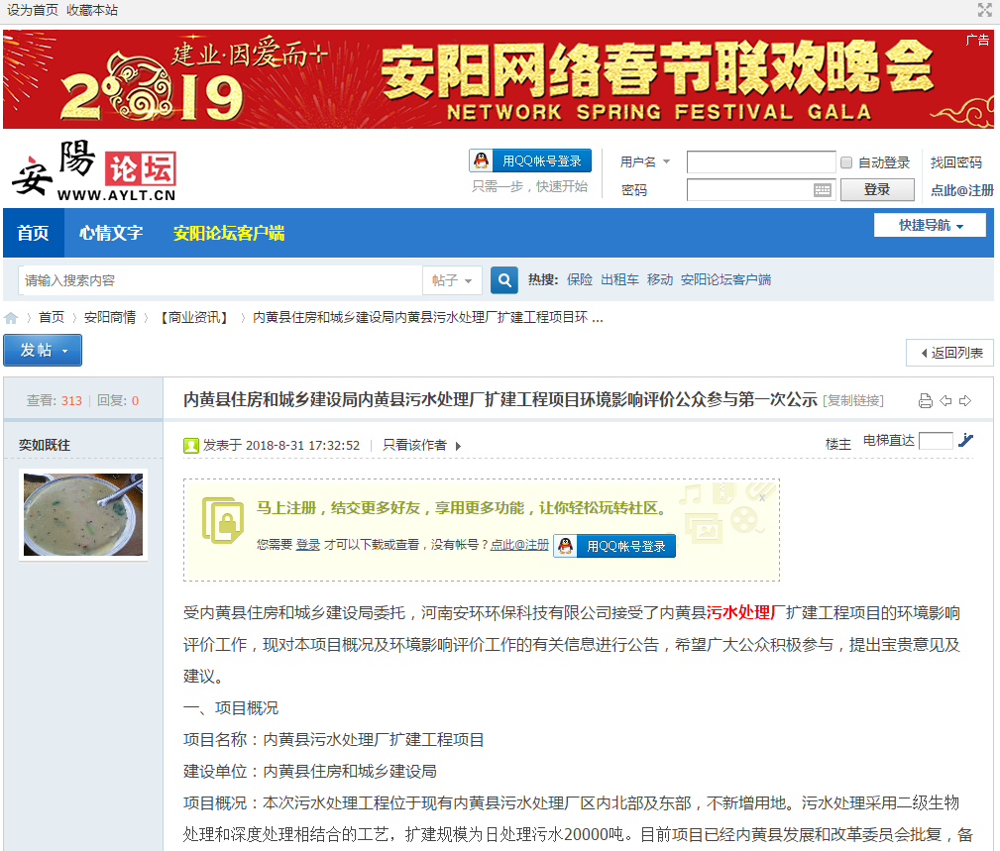 设为首页 收藏本站
广告
2019
建业·因爱而+
安阳网络春节联欢晚会
NETWORK SPRING FESTIVAL GALA
安陽论坛
WWW.AYLT.CN
用QQ帐号登录
只需一步，快速开始
用户名
自动登录
找回密码
密码
登录
点此@注册
首页 心情文字 安阳论坛客户端
快捷导航
请输入搜索内容
帖子
热搜: 保险 出租车 移动 安阳论坛客户端
首页 〉 安阳商情 〉 【商业资讯】 〉 内黄县住房和城乡建设局内黄县污水处理厂扩建工程项目环 ...
发帖
返回列表
查看: 313 | 回复: 0
内黄县住房和城乡建设局内黄县污水处理厂扩建工程项目环境影响评价公众参与第一次公示 [复制链接]
奕如既往
发表于 2018-8-31 17:32:52 | 只看该作者
楼主 电梯直达
马上注册，结交更多好友，享用更多功能，让你轻松玩转社区。
x
您需要 登录 才可以下载或查看，没有帐号？点此@注册 用QQ帐号登录
受内黄县住房和城乡建设局委托，河南安环环保科技有限公司接受了内黄县污水处理厂扩建工程项目的环境影响
评价工作，现对本项目概况及环境影响评价工作的有关信息进行公告，希望广大公众积极参与，提出宝贵意见及
建议。
一、项目概况
项目名称：内黄县污水处理厂扩建工程项目
建设单位：内黄县住房和城乡建设局
项目概况：本次污水处理工程位于现有内黄县污水处理厂区内北部及东部，不新增用地。污水处理采用二级生物
处理和深度处理相结合的工艺，扩建规模为日处理污水20000吨。目前项目已经内黄县发展和改革委员会批复，备